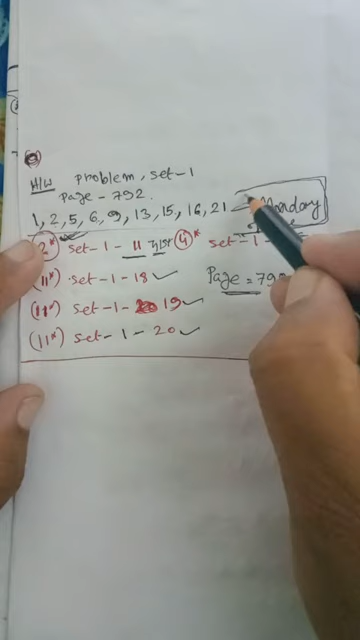 H/W Problem, set-1
Page - 792.
1, 2, 5, 6, 9, 13, 15, 16, 21 Monday
2* set-1 - 11 4* set-1-
(11*) set-1-18
(11*) set-1- 19
(11*) set-1-20
Page = 79